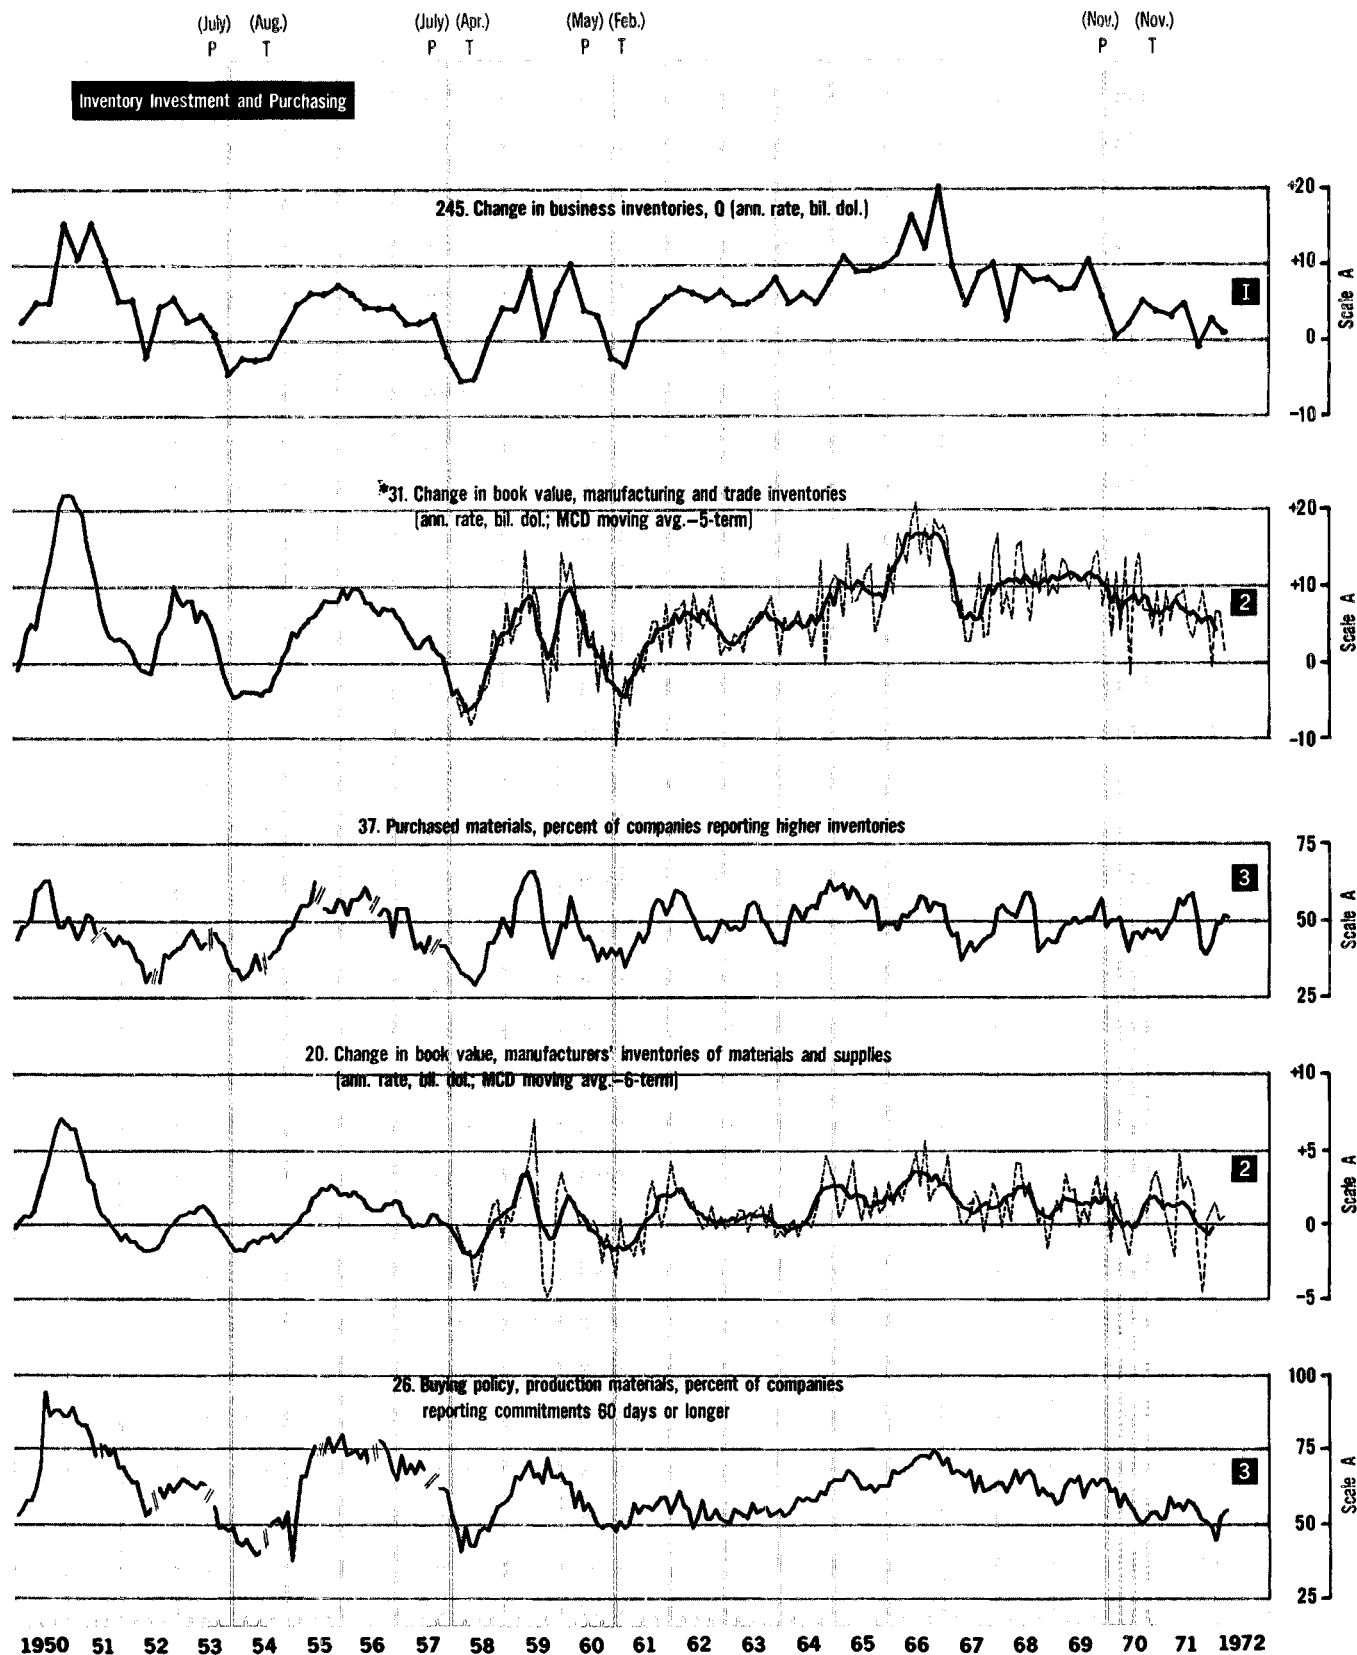 (July) (Aug.) (July) (Apr.) (May) (Feb.) (Nov.) (Nov.)
P T P T P T P T
Inventory Investment and Purchasing
+20
245. Change in business inventories, Q (ann. rate, bil. dol.)
+10
I
Scale A
0
-10
*31. Change in book value, manufacturing and trade inventories
+20
(ann. rate, bil. dol.; MCD moving avg.—5-term)
+10
2
Scale A
0
-10
37. Purchased materials, percent of companies reporting higher inventories
75
3
50
Scale A
25
20. Change in book value, manufacturers' inventories of materials and supplies
+10
(ann. rate, bil. dol.; MCD moving avg.—6-term)
+5
2
Scale A
0
-5
26. Buying policy, production materials, percent of companies
100
reporting commitments 60 days or longer
75
3
Scale A
50
25
1950 51 52 53 54 55 56 57 58 59 60 61 62 63 64 65 66 67 68 69 70 71 1972